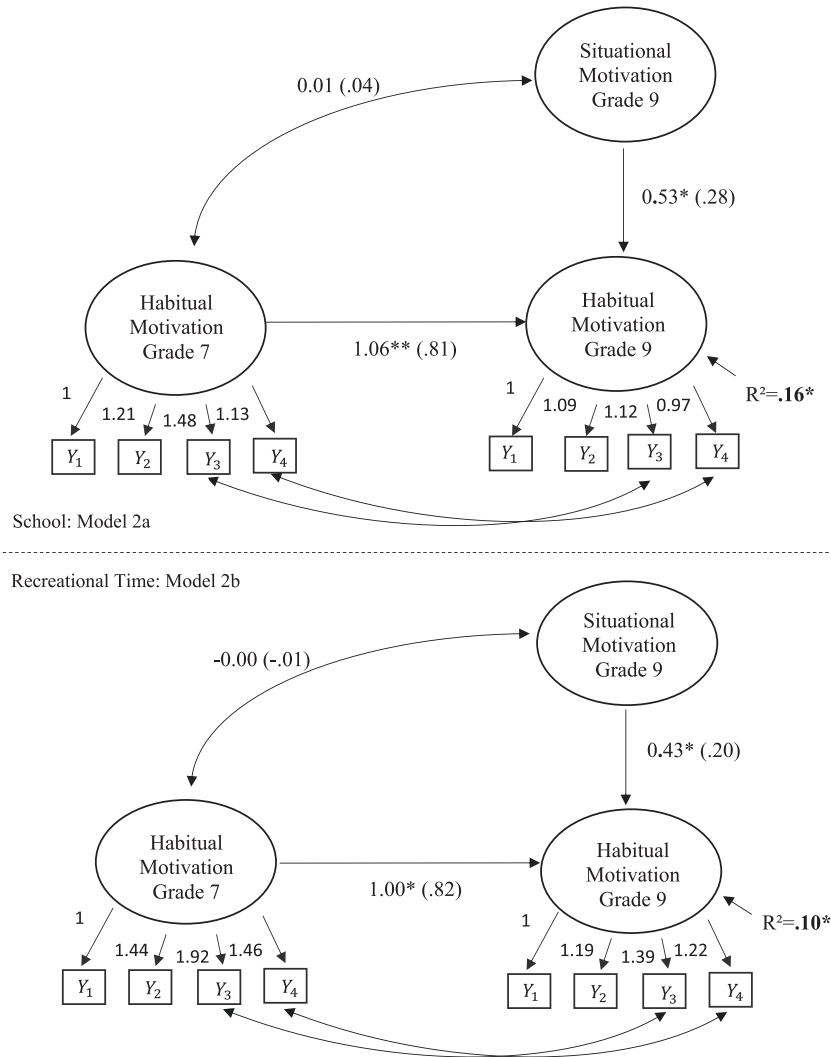 Situational
Motivation
Grade 9
0.01 (.04)
0.53* (.28)
Habitual
Motivation
Grade 7
Habitual
Motivation
Grade 9
1.06** (.81)
R²=.16*
1
1.21
1.48
1.13
1
1.09
1.12
0.97
Y₁
Y₂
Y₃
Y₄
Y₁
Y₂
Y₃
Y₄
School: Model 2a
Recreational Time: Model 2b
Situational
Motivation
Grade 9
-0.00 (-.01)
0.43* (.20)
Habitual
Motivation
Grade 7
Habitual
Motivation
Grade 9
1.00* (.82)
R²=.10*
1
1.44
1.92
1.46
1
1.19
1.39
1.22
Y₁
Y₂
Y₃
Y₄
Y₁
Y₂
Y₃
Y₄